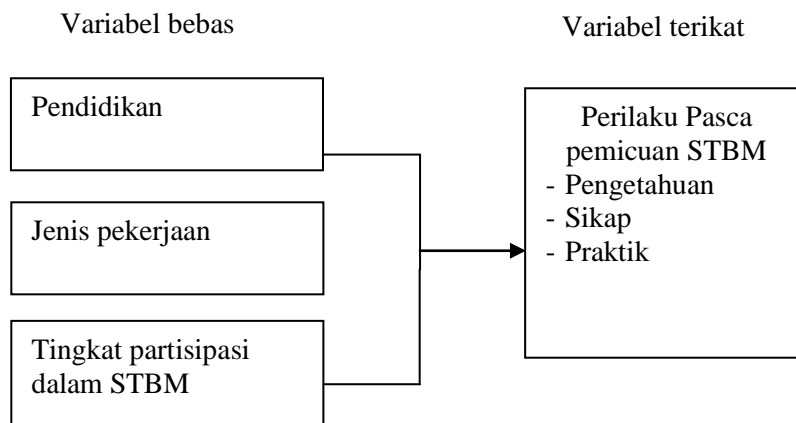 Variabel bebas
Variabel terikat
Pendidikan
Jenis pekerjaan
Tingkat partisipasi
dalam STBM
Perilaku Pasca
pemicuan STBM
- Pengetahuan
- Sikap
- Praktik